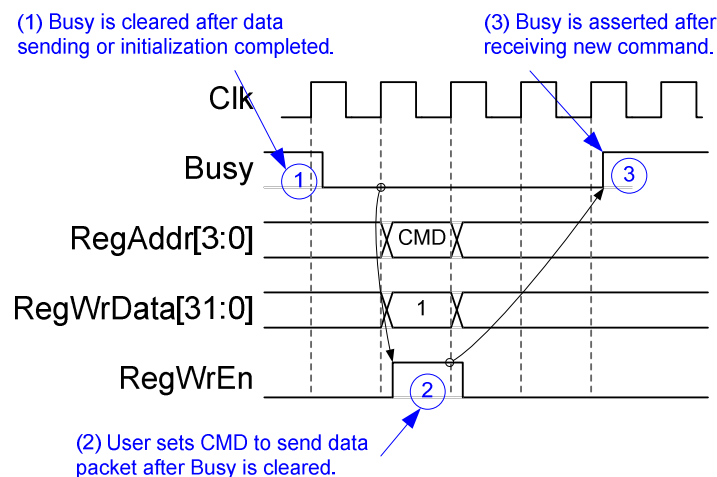 (1) Busy is cleared after data
sending or initialization completed.
(3) Busy is asserted after
receiving new command.
Clk
Busy
1
3
RegAddr[3:0]
CMD
RegWrData[31:0]
1
RegWrEn
2
(2) User sets CMD to send data
packet after Busy is cleared.